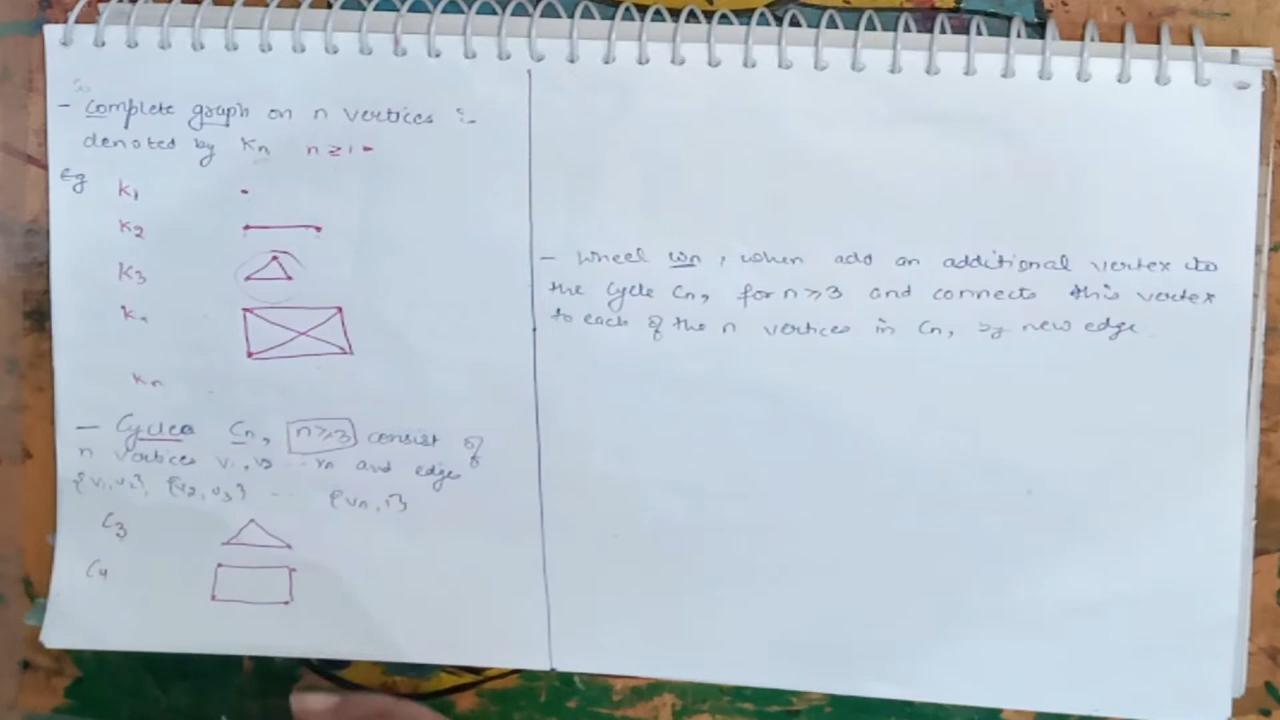 - Complete graph on n vertices :-
denoted by Kn n ≥ 1
Eg K1
K2
K3
K4
Kn
- Cycles Cn, n ≥ 3 consist of
n vertices v1, v2 ... vn and edges
{v1, v2}, {v2, v3} ... {vn, 1}
C3
C4
- Wheel Wn, when add an additional vertex to
the cycle Cn, for n ≥ 3 and connects this vertex
to each of the n vertices in Cn, by new edge